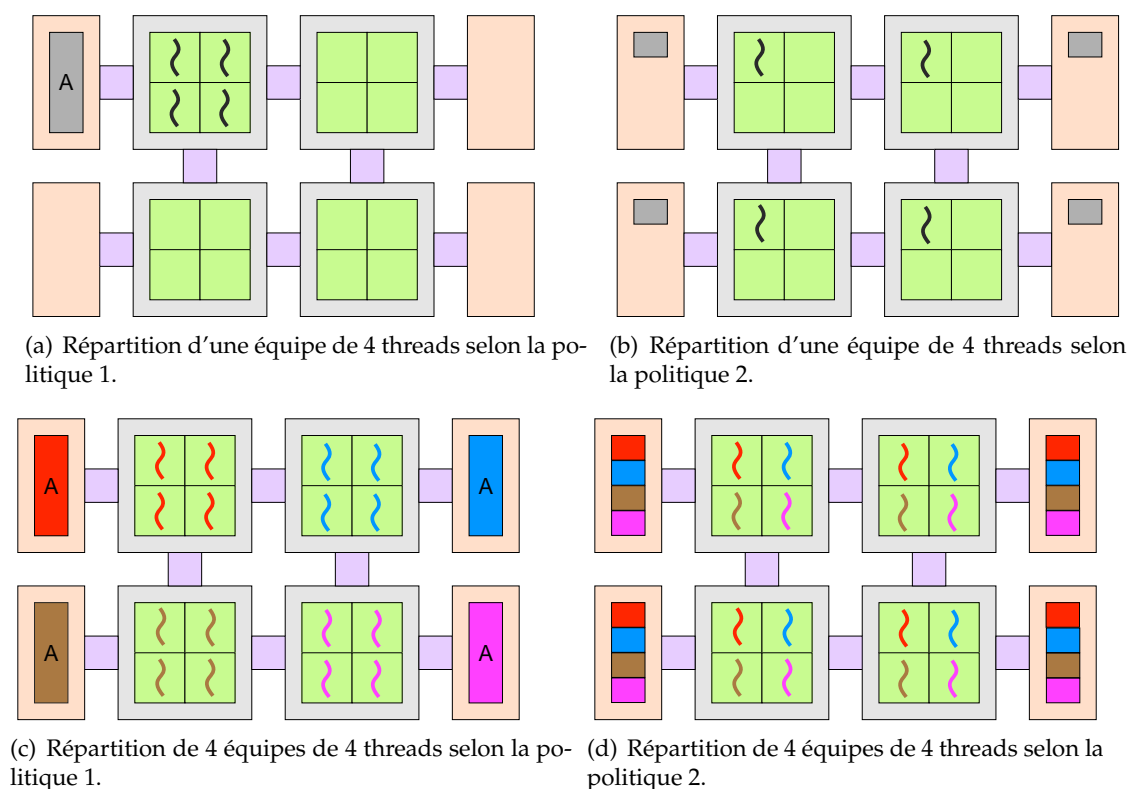 A
(a) Répartition d'une équipe de 4 threads selon la po-
litique 1.
(b) Répartition d'une équipe de 4 threads selon
la politique 2.
A
A
A
A
(c) Répartition de 4 équipes de 4 threads selon la po-
litique 1.
(d) Répartition de 4 équipes de 4 threads selon la
politique 2.